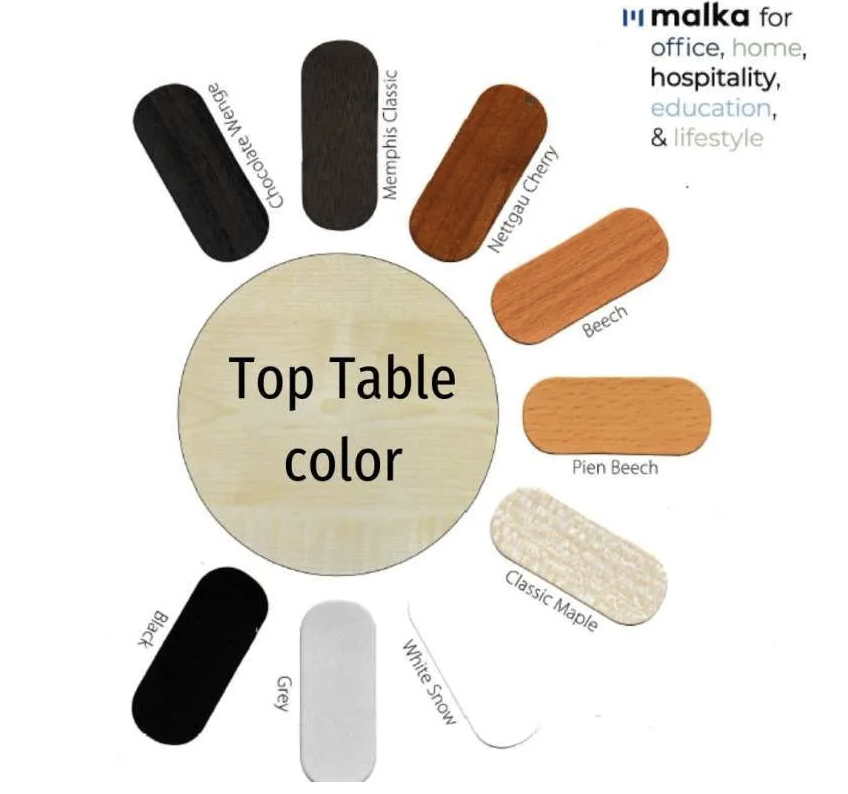 malka for
office, home,
hospitality,
education,
& lifestyle
Chocolate Wenge
Memphis Classic
Nettgau Cherry
Beech
Pien Beech
Classic Maple
White Snow
Grey
Black
Top Table
color